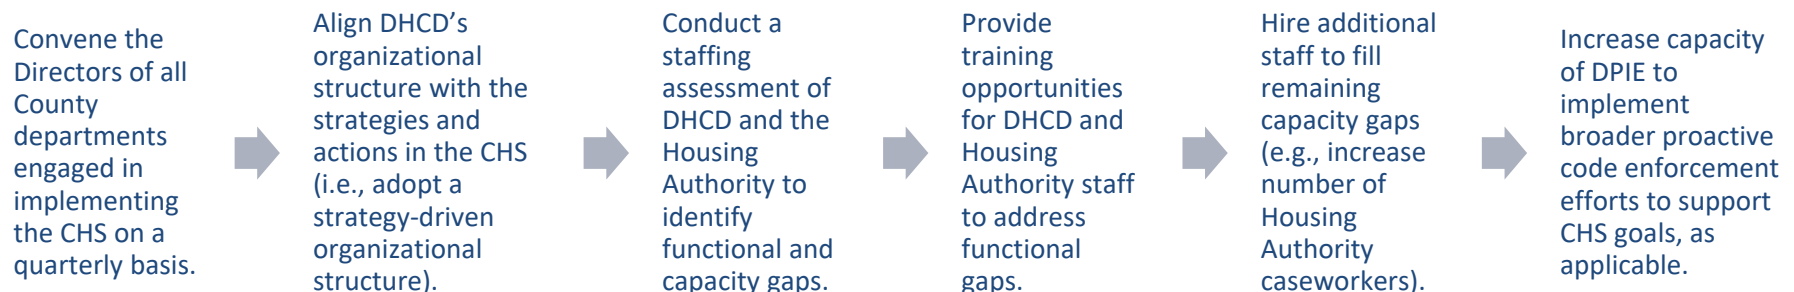 Convene the
Directors of all
County
departments
engaged in
implementing
the CHS on a
quarterly basis.
Align DHCD’s
organizational
structure with the
strategies and
actions in the CHS
(i.e., adopt a
strategy-driven
organizational
structure).
Conduct a
staffing
assessment of
DHCD and the
Housing
Authority to
identify
functional and
capacity gaps.
Provide
training
opportunities
for DHCD and
Housing
Authority staff
to address
functional
gaps.
Hire additional
staff to fill
remaining
capacity gaps
(e.g., increase
number of
Housing
Authority
caseworkers).
Increase capacity
of DPIE to
implement
broader proactive
code enforcement
efforts to support
CHS goals, as
applicable.